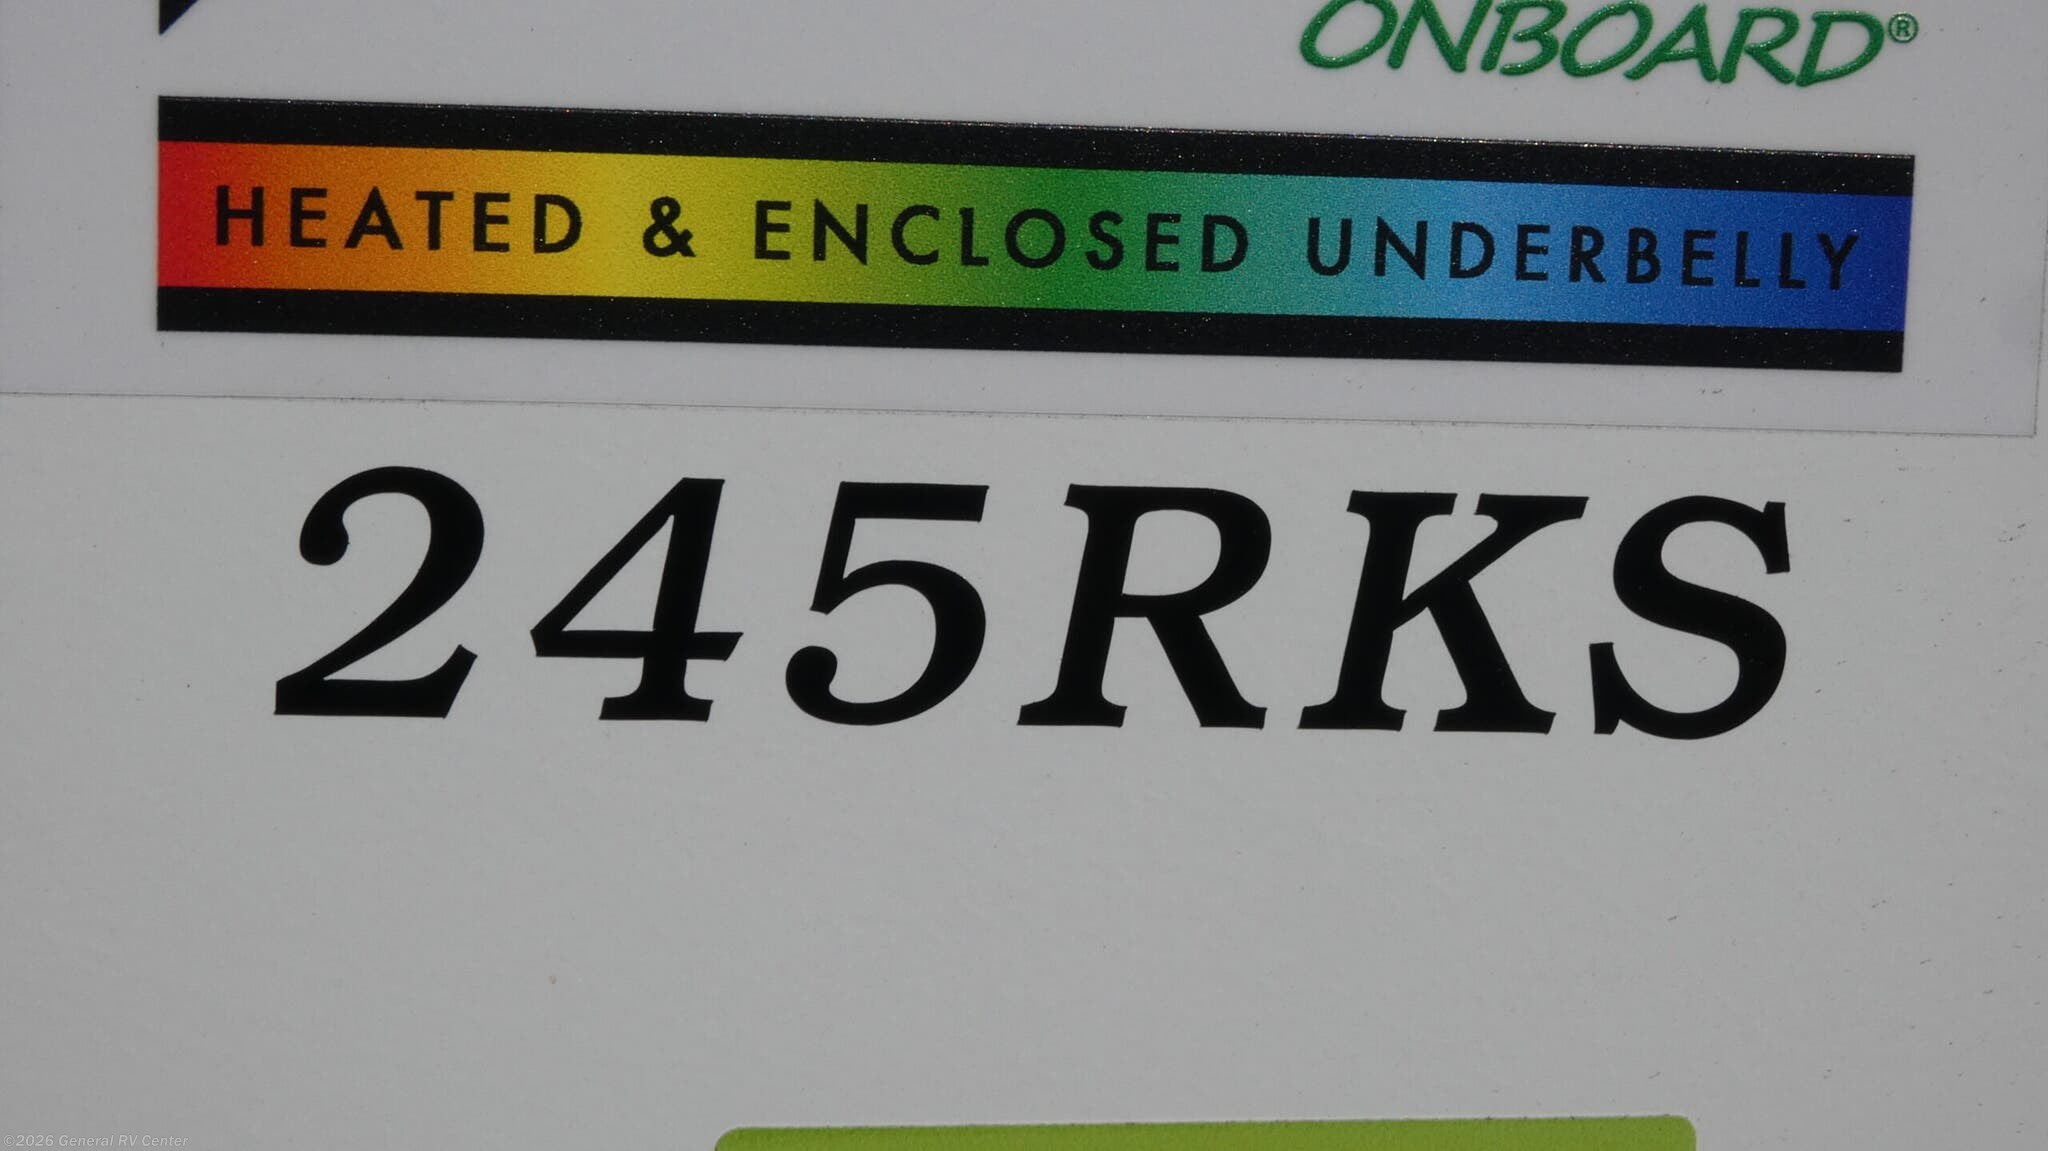 ONBOARD®
HEATED & ENCLOSED UNDERBELLY
245RKS
©2026 General RV Center